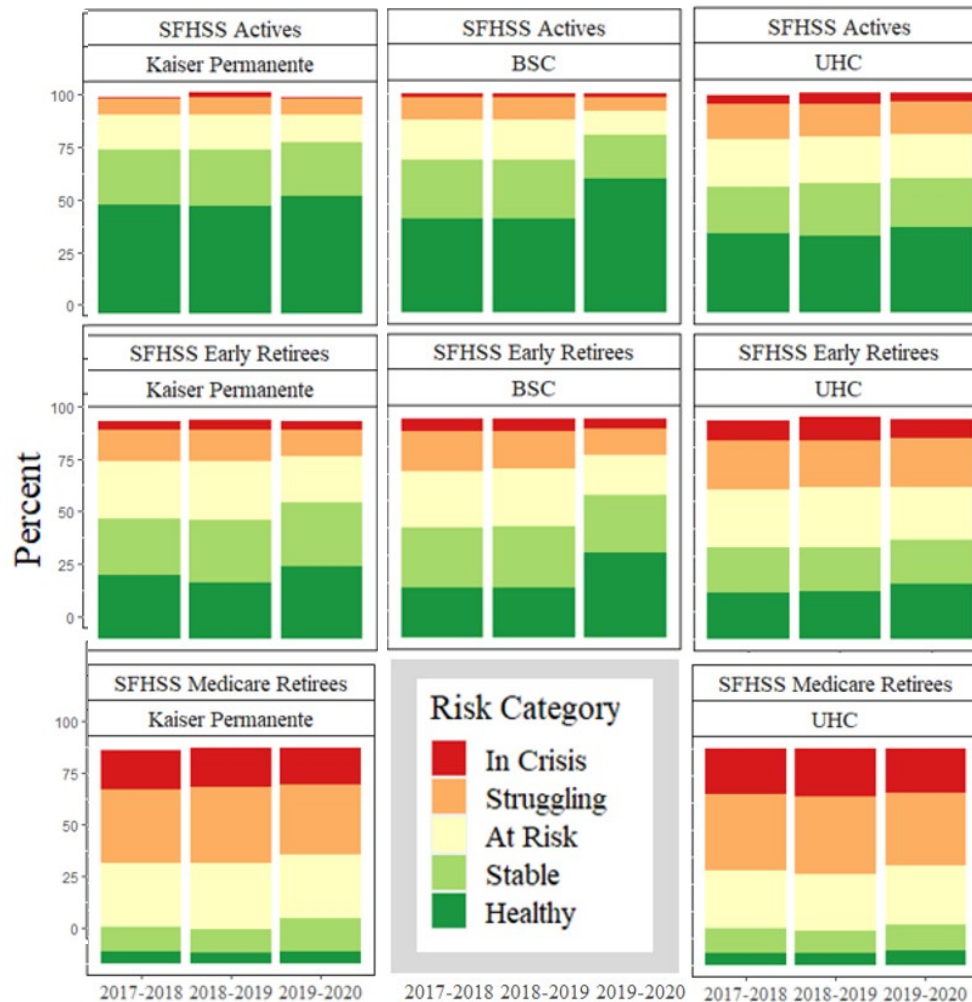 SFHSS Actives
Kaiser Permanente
SFHSS Actives
BSC
SFHSS Actives
UHC
100
75
50
25
0
SFHSS Early Retirees
Kaiser Permanente
SFHSS Early Retirees
BSC
SFHSS Early Retirees
UHC
Percent
100
75
50
25
0
SFHSS Medicare Retirees
Kaiser Permanente
100
75
50
25
0
Risk Category
In Crisis
Struggling
At Risk
Stable
Healthy
SFHSS Medicare Retirees
UHC
2017-2018 2018-2019 2019-2020
2017-2018 2018-2019 2019-2020
2017-2018 2018-2019 2019-2020